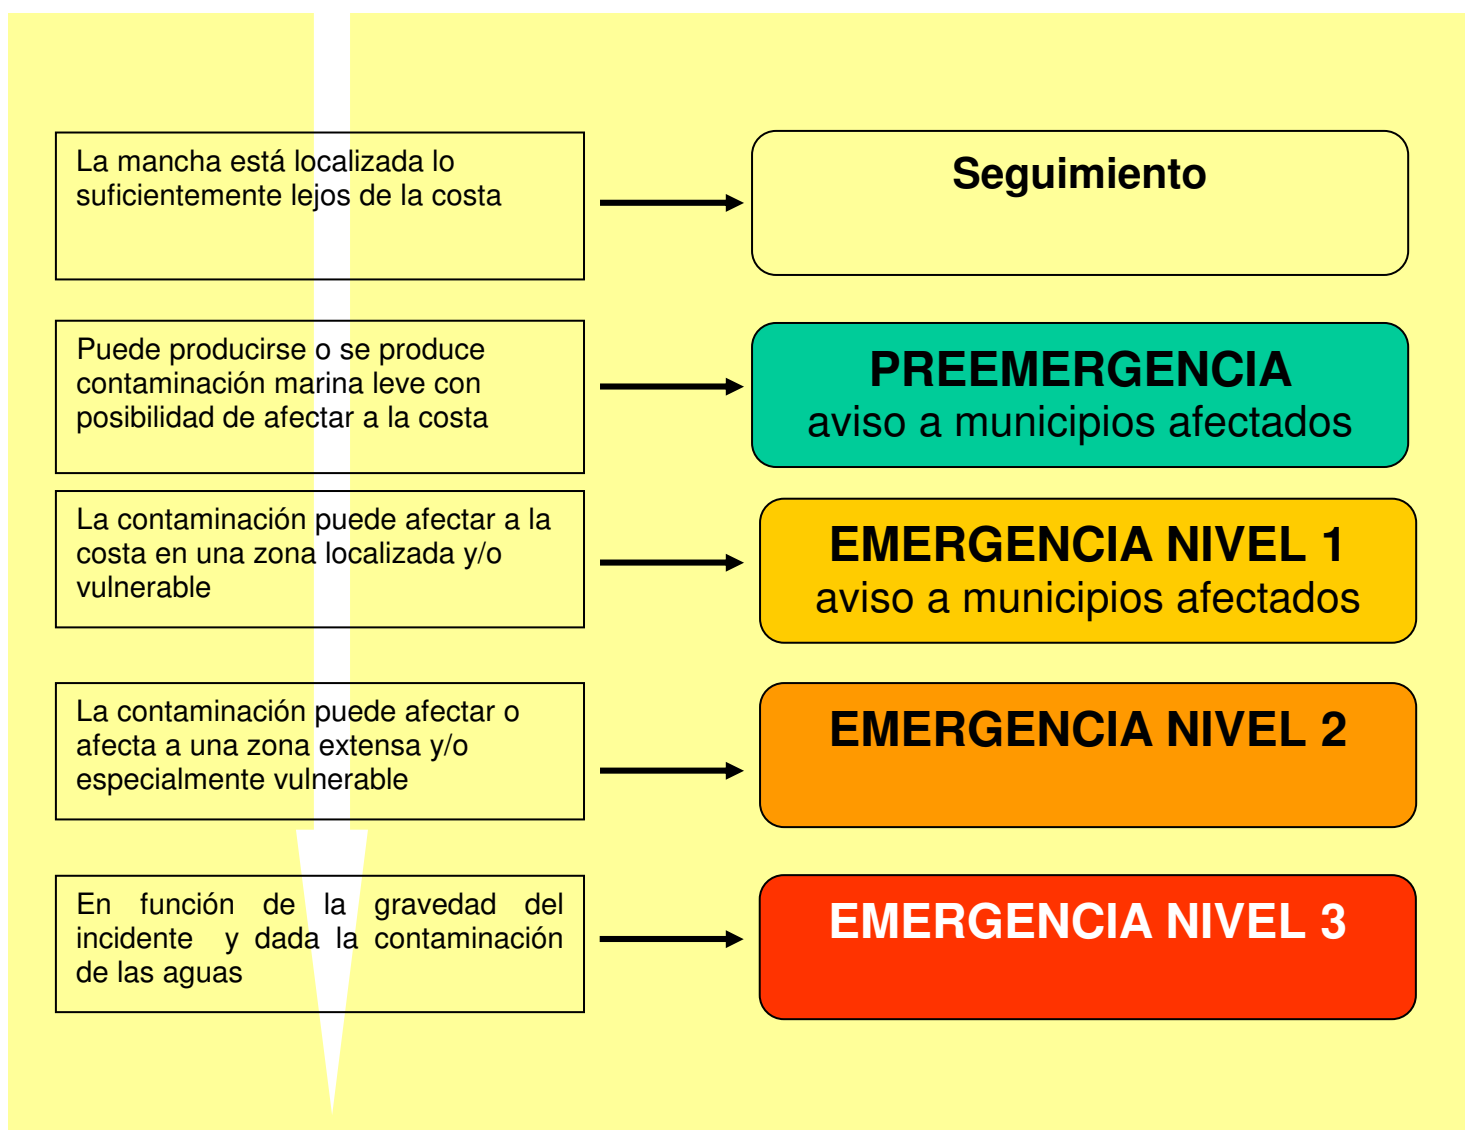 La mancha está localizada lo
suficientemente lejos de la costa
Seguimiento
Puede producirse o se produce
contaminación marina leve con
posibilidad de afectar a la costa
PREEMERGENCIA
aviso a municipios afectados
La contaminación puede afectar a la
costa en una zona localizada y/o
vulnerable
EMERGENCIA NIVEL 1
aviso a municipios afectados
La contaminación puede afectar o
afecta a una zona extensa y/o
especialmente vulnerable
EMERGENCIA NIVEL 2
En función de la gravedad del
incidente y dada la contaminación
de las aguas
EMERGENCIA NIVEL 3